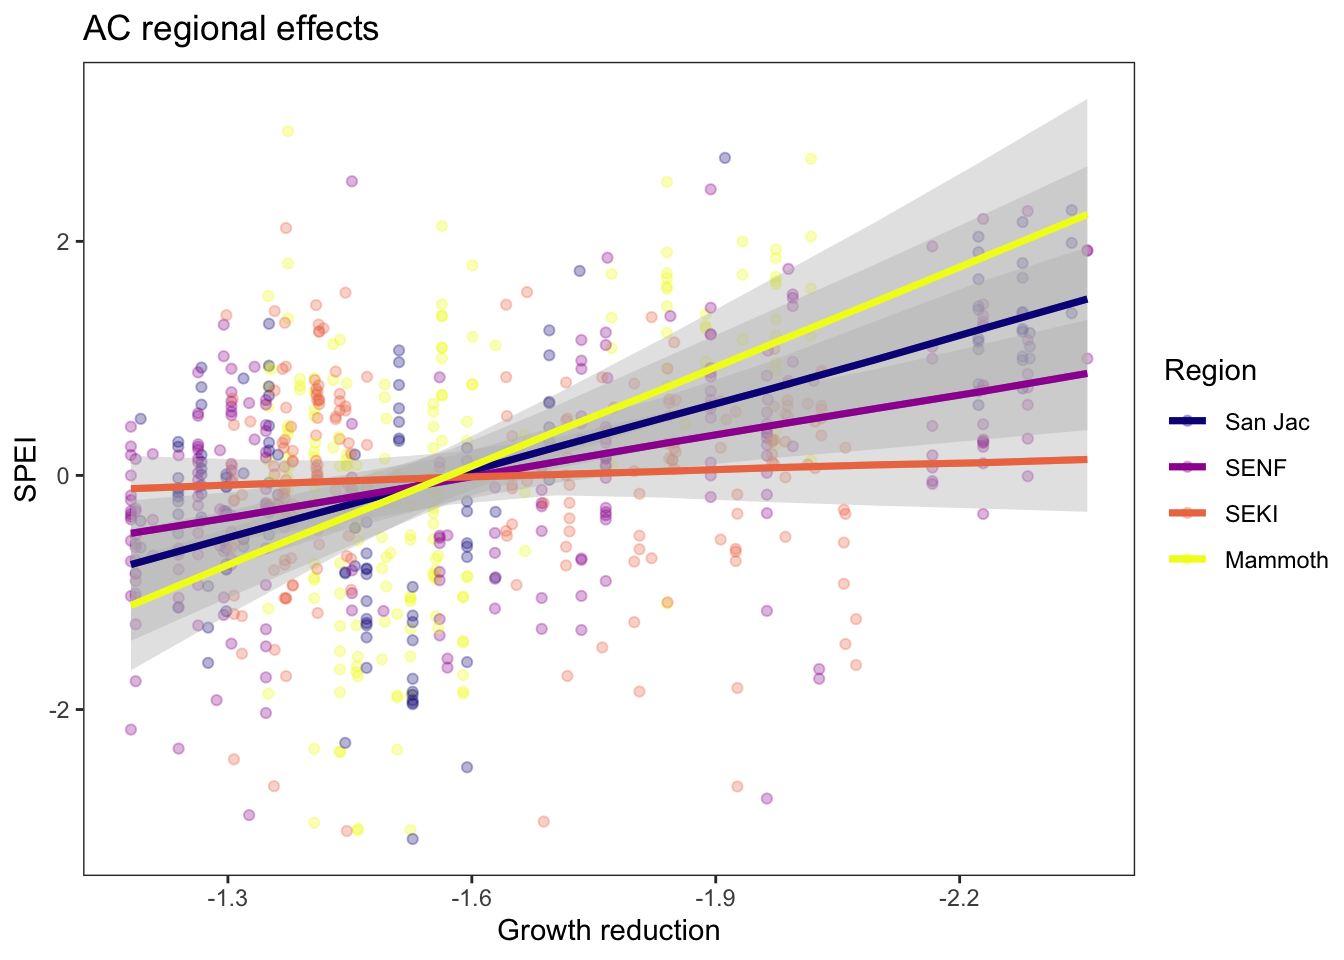 AC regional effects
SPEI
2
0
-2
-1.3
-1.6
-1.9
-2.2
Growth reduction
Region
San Jac
SENF
SEKI
Mammoth